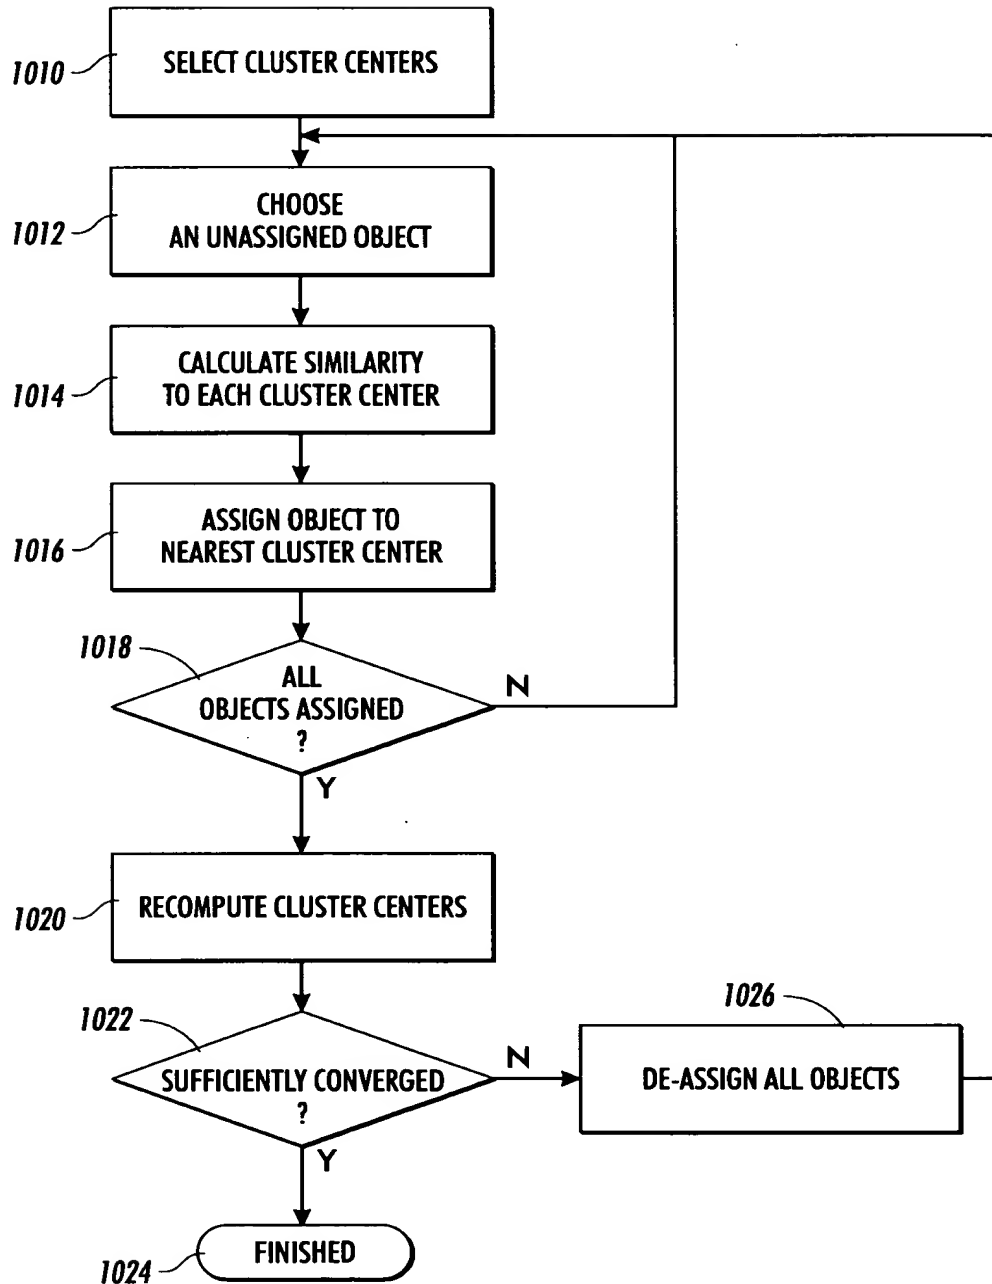 1010
SELECT CLUSTER CENTERS
1012
CHOOSE
AN UNASSIGNED OBJECT
1014
CALCULATE SIMILARITY
TO EACH CLUSTER CENTER
1016
ASSIGN OBJECT TO
NEAREST CLUSTER CENTER
1018
ALL
OBJECTS ASSIGNED
?
N
Y
1020
RECOMPUTE CLUSTER CENTERS
1022
SUFFICIENTLY CONVERGED
?
N
Y
1026
DE-ASSIGN ALL OBJECTS
1024
FINISHED